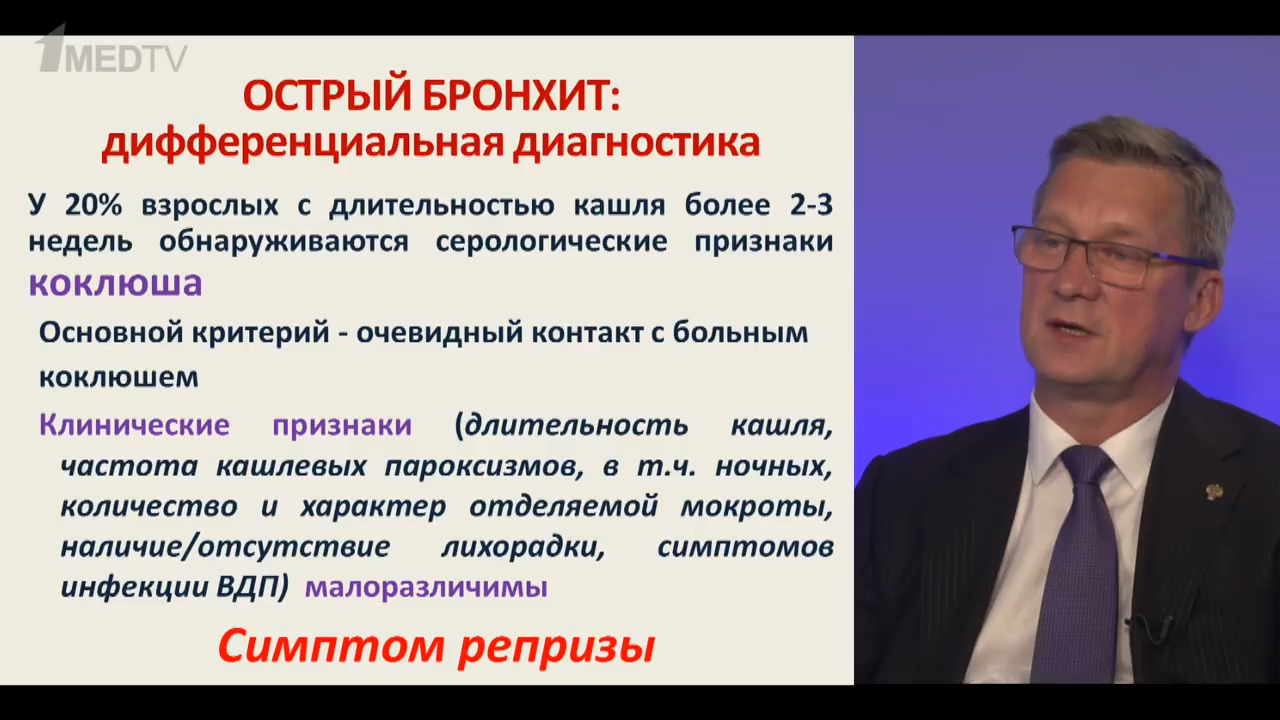 1MEDTV
ОСТРЫЙ БРОНХИТ:
дифференциальная диагностика
У 20% взрослых с длительностью кашля более 2-3
недель обнаруживаются серологические признаки
коклюша
Основной критерий - очевидный контакт с больным
коклюшем
Клинические признаки (длительность кашля,
частота кашлевых пароксизмов, в т.ч. ночных,
количество и характер отделяемой мокроты,
наличие/отсутствие лихорадки, симптомов
инфекции ВДП) малоразличимы
Симптом репризы